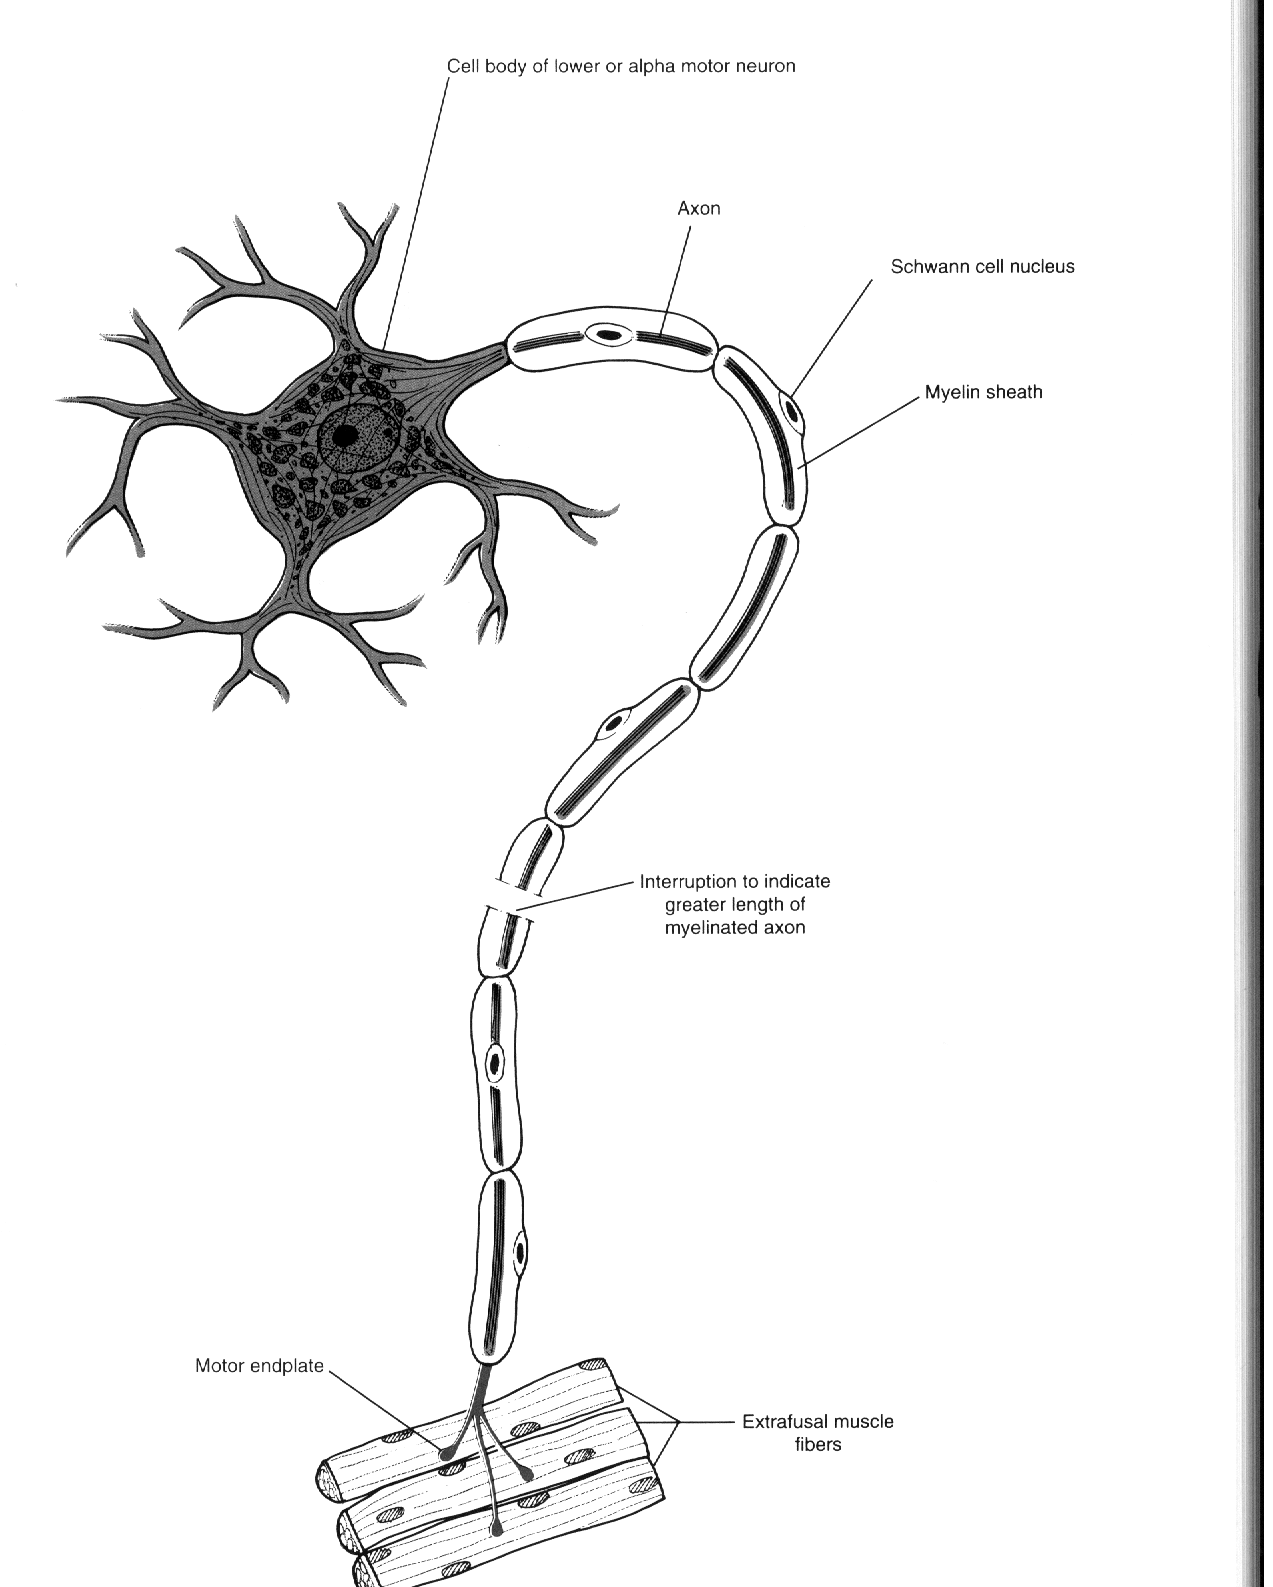 Cell body of lower or alpha motor neuron
Axon
Schwann cell nucleus
Myelin sheath
Interruption to indicate
greater length of
myelinated axon
Motor endplate
Extrafusal muscle
fibers